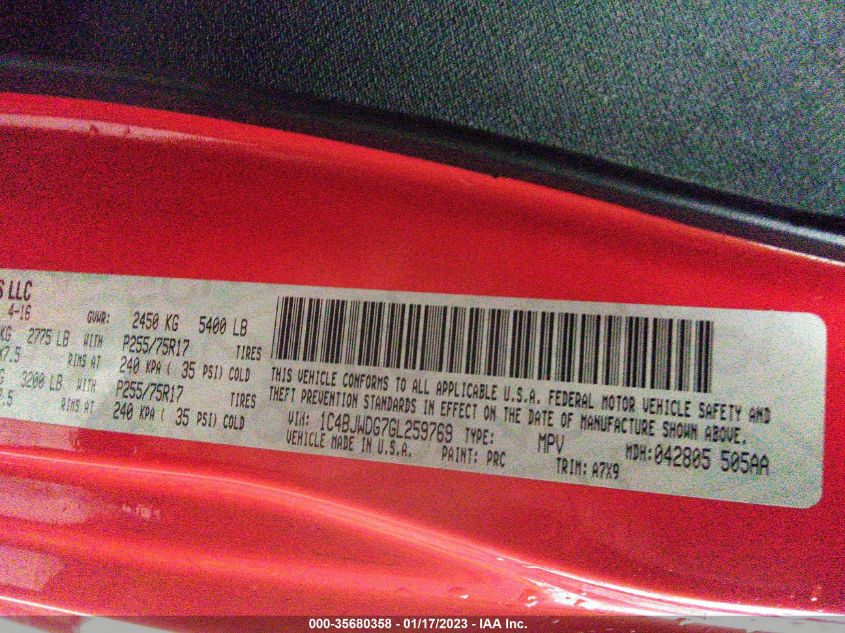 S LLC
4-16 GVWR: 2450 KG 5400 LB
KG 2775 LB WITH P255/75R17 TIRES
X7.5 RIMS AT 240 KPA ( 35 PSI) COLD
G 3200 LB WITH P255/75R17 TIRES
.5 RIMS AT 240 KPA ( 35 PSI) COLD
THIS VEHICLE CONFORMS TO ALL APPLICABLE U.S.A. FEDERAL MOTOR VEHICLE SAFETY AND
THEFT PREVENTION STANDARDS IN EFFECT ON THE DATE OF MANUFACTURE SHOWN ABOVE.
VIN: 1C4BJWDG7GL259769 TYPE: MPV MDH:042805 505AA
VEHICLE MADE IN U.S.A. PAINT: PRC TRIM: A7X9
000-35680358 - 01/17/2023 - IAA Inc.